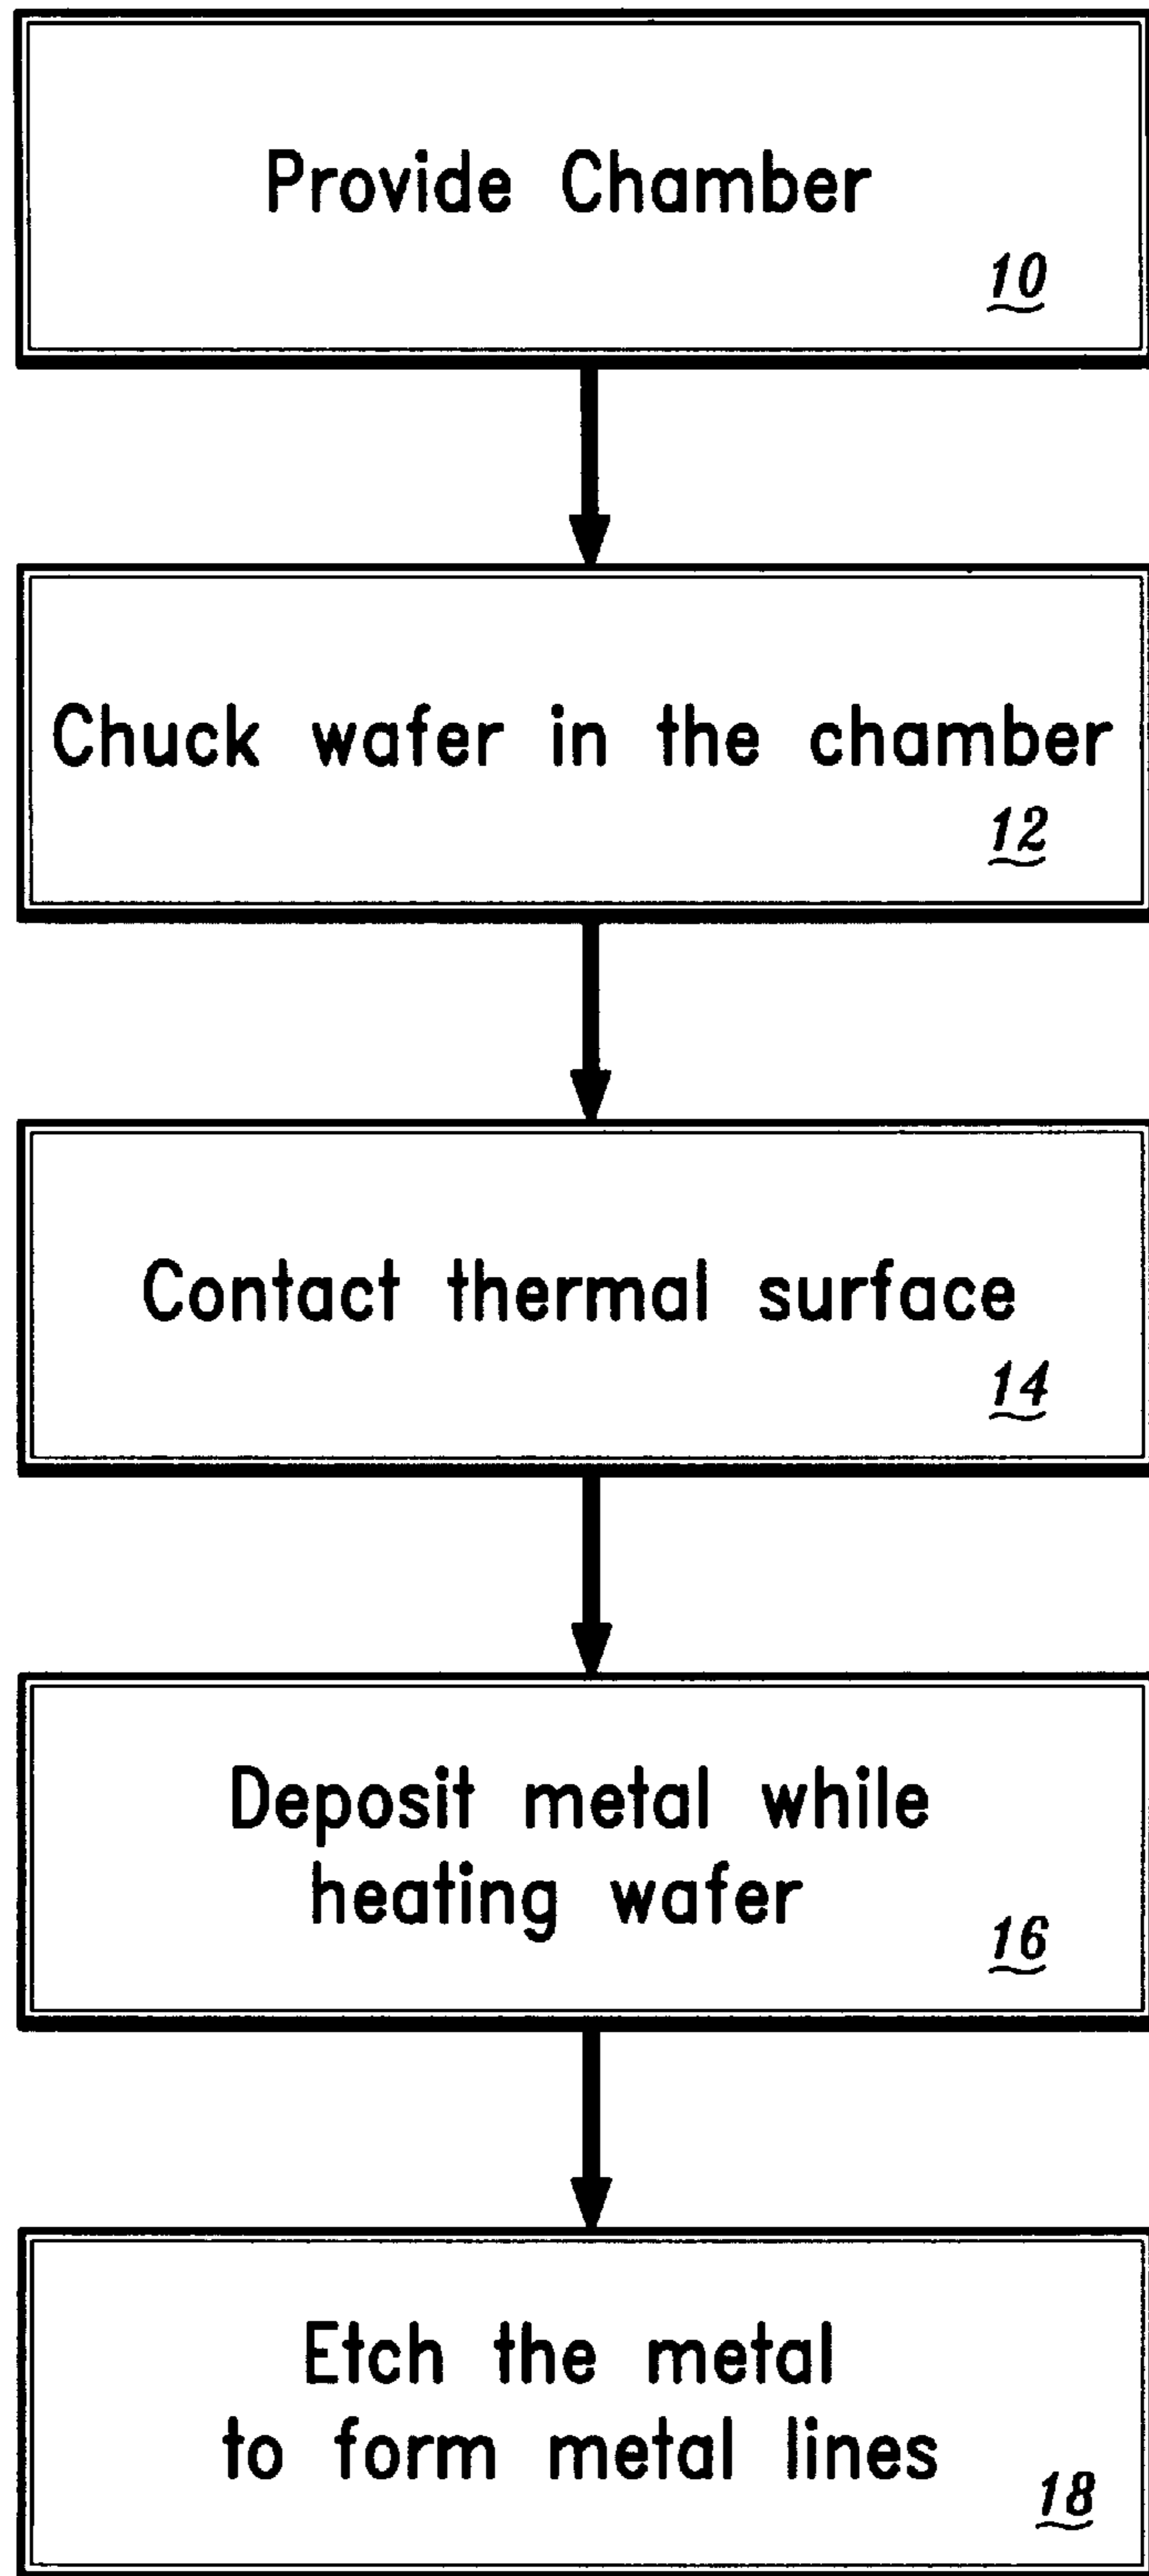 Provide Chamber
10
Chuck wafer in the chamber
12
Contact thermal surface
14
Deposit metal while
heating wafer
16
Etch the metal
to form metal lines
18